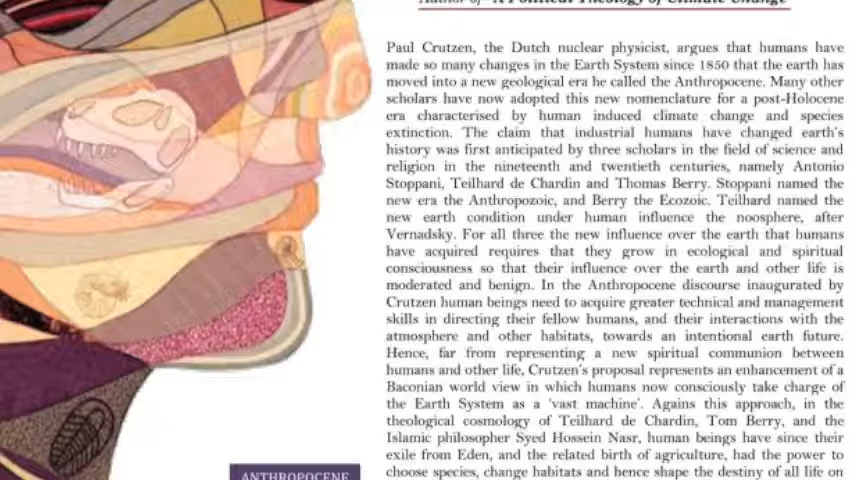 Author of- A Political Theology of Climate Change
Paul Crutzen, the Dutch nuclear physicist, argues that humans have
made so many changes in the Earth System since 1850 that the earth has
moved into a new geological era he called the Anthropocene. Many other
scholars have now adopted this new nomenclature for a post-Holocene
era characterised by human induced climate change and species
extinction. The claim that industrial humans have changed earth's
history was first anticipated by three scholars in the field of science and
religion in the nineteenth and twentieth centuries, namely Antonio
Stoppani, Teilhard de Chardin and Thomas Berry. Stoppani named the
new era the Anthropozoic, and Berry the Ecozoic. Teilhard named the
new earth condition under human influence the noosphere, after
Vernadsky. For all three the new influence over the earth that humans
have acquired requires that they grow in ecological and spiritual
consciousness so that their influence over the earth and other life is
moderated and benign. In the Anthropocene discourse inaugurated by
Crutzen human beings need to acquire greater technical and management
skills in directing their fellow humans, and their interactions with the
atmosphere and other habitats, towards an intentional earth future.
Hence, far from representing a new spiritual communion between
humans and other life, Crutzen's proposal represents an enhancement of a
Baconian world view in which humans now consciously take charge of
the Earth System as a 'vast machine'. Agains this approach, in the
theological cosmology of Teilhard de Chardin, Tom Berry, and the
Islamic philosopher Syed Hossein Nasr, human beings have since their
exile from Eden, and the related birth of agriculture, had the power to
choose species, change habitats and hence shape the destiny of all life on
ANTHROPOCENE